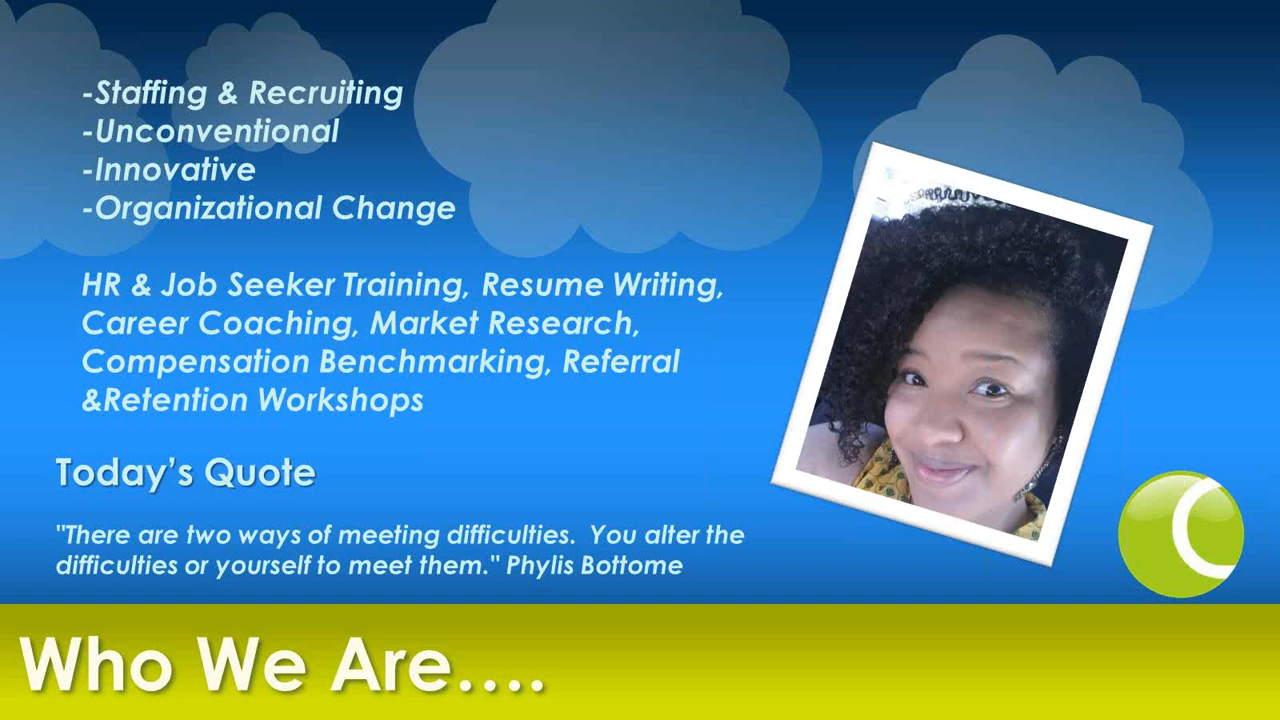 -Staffing & Recruiting
-Unconventional
-Innovative
-Organizational Change
HR & Job Seeker Training, Resume Writing,
Career Coaching, Market Research,
Compensation Benchmarking, Referral
&Retention Workshops
Today’s Quote
"There are two ways of meeting difficulties.  You alter the
difficulties or yourself to meet them." Phylis Bottome
Who We Are….